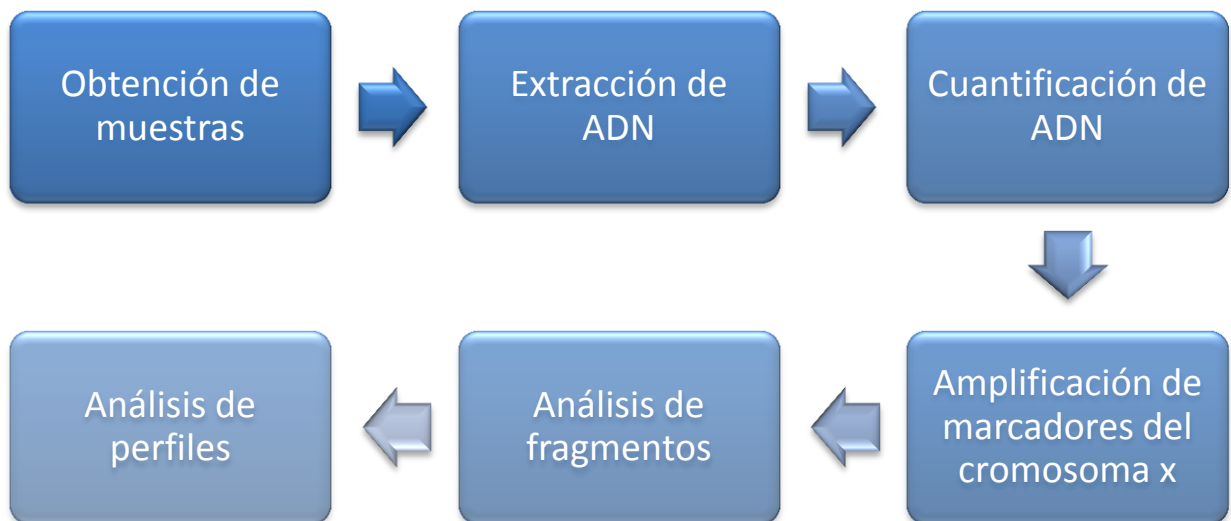 Obtención de
muestras
Extracción de
ADN
Cuantificación de
ADN
Amplificación de
marcadores del
cromosoma x
Análisis de
fragmentos
Análisis de
perfiles